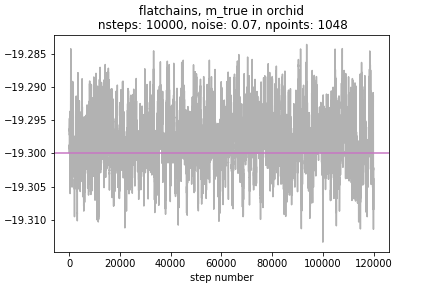 flatchains, m_true in orchid
nsteps: 10000, noise: 0.07, npoints: 1048
−19.285
−19.290
−19.295
−19.300
−19.305
−19.310
0 20000 40000 60000 80000 100000 120000
step number